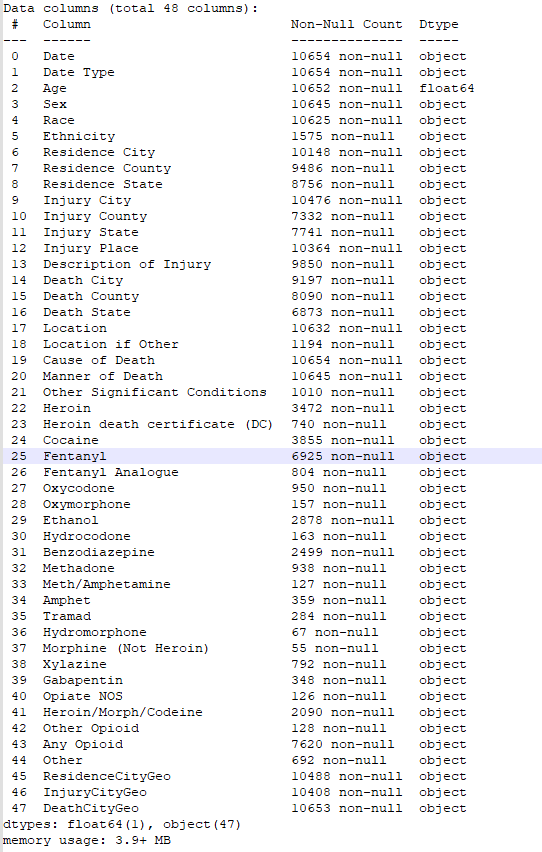 Data columns (total 48 columns):
 #   Column                         Non-Null Count  Dtype
---  ------                         --------------  -----
 0   Date                           10654 non-null  object
 1   Date Type                      10654 non-null  object
 2   Age                            10652 non-null  float64
 3   Sex                            10645 non-null  object
 4   Race                           10625 non-null  object
 5   Ethnicity                      1575 non-null   object
 6   Residence City                 10148 non-null  object
 7   Residence County               9486 non-null   object
 8   Residence State                8756 non-null   object
 9   Injury City                    10476 non-null  object
 10  Injury County                  7332 non-null   object
 11  Injury State                   7741 non-null   object
 12  Injury Place                   10364 non-null  object
 13  Description of Injury          9850 non-null   object
 14  Death City                     9197 non-null   object
 15  Death County                   8090 non-null   object
 16  Death State                    6873 non-null   object
 17  Location                       10632 non-null  object
 18  Location if Other              1194 non-null   object
 19  Cause of Death                 10654 non-null  object
 20  Manner of Death                10645 non-null  object
 21  Other Significant Conditions   1010 non-null   object
 22  Heroin                         3472 non-null   object
 23  Heroin death certificate (DC)  740 non-null    object
 24  Cocaine                        3855 non-null   object
 25  Fentanyl                       6925 non-null   object
 26  Fentanyl Analogue              804 non-null    object
 27  Oxycodone                      950 non-null    object
 28  Oxymorphone                    157 non-null    object
 29  Ethanol                        2878 non-null   object
 30  Hydrocodone                    163 non-null    object
 31  Benzodiazepine                 2499 non-null   object
 32  Methadone                      938 non-null    object
 33  Meth/Amphetamine               127 non-null    object
 34  Amphet                         359 non-null    object
 35  Tramad                         284 non-null    object
 36  Hydromorphone                  67 non-null     object
 37  Morphine (Not Heroin)          55 non-null     object
 38  Xylazine                       792 non-null    object
 39  Gabapentin                     348 non-null    object
 40  Opiate NOS                     126 non-null    object
 41  Heroin/Morph/Codeine           2090 non-null   object
 42  Other Opioid                   128 non-null    object
 43  Any Opioid                     7620 non-null   object
 44  Other                          692 non-null    object
 45  ResidenceCityGeo               10488 non-null  object
 46  InjuryCityGeo                  10408 non-null  object
 47  DeathCityGeo                   10653 non-null  object
dtypes: float64(1), object(47)
memory usage: 3.9+ MB